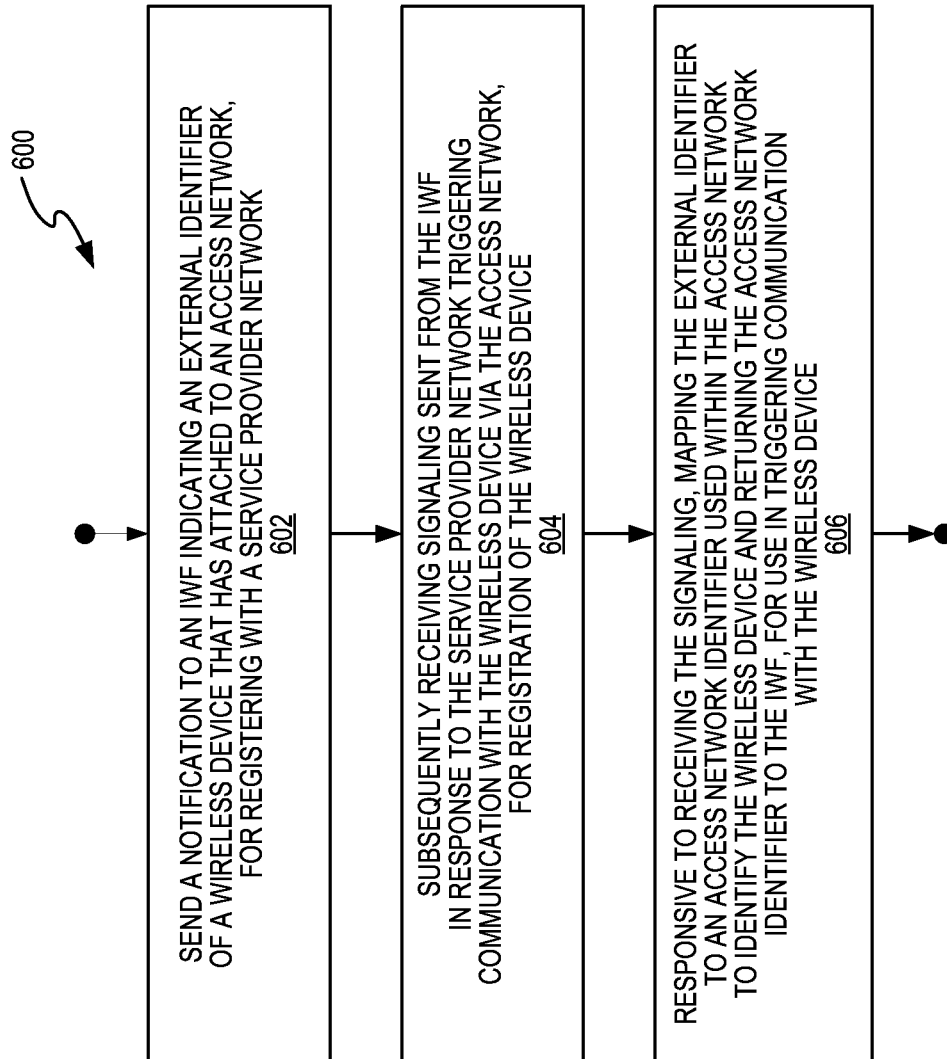 600
SEND A NOTIFICATION TO AN IWF INDICATING AN EXTERNAL IDENTIFIER
OF A WIRELESS DEVICE THAT HAS ATTACHED TO AN ACCESS NETWORK,
FOR REGISTERING WITH A SERVICE PROVIDER NETWORK
602
SUBSEQUENTLY RECEIVING SIGNALING SENT FROM THE IWF
IN RESPONSE TO THE SERVICE PROVIDER NETWORK TRIGGERING
COMMUNICATION WITH THE WIRELESS DEVICE VIA THE ACCESS NETWORK,
FOR REGISTRATION OF THE WIRELESS DEVICE
604
RESPONSIVE TO RECEIVING THE SIGNALING, MAPPING THE EXTERNAL IDENTIFIER
TO AN ACCESS NETWORK IDENTIFIER USED WITHIN THE ACCESS NETWORK
TO IDENTIFY THE WIRELESS DEVICE AND RETURNING THE ACCESS NETWORK
IDENTIFIER TO THE IWF, FOR USE IN TRIGGERING COMMUNICATION
WITH THE WIRELESS DEVICE
606